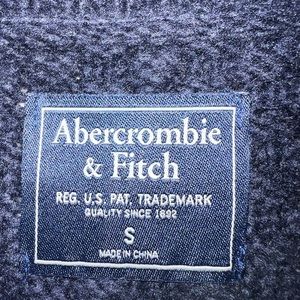 Abercrombie
& Fitch
REG. U.S. PAT. TRADEMARK
QUALITY SINCE 1892
S
MADE IN CHINA